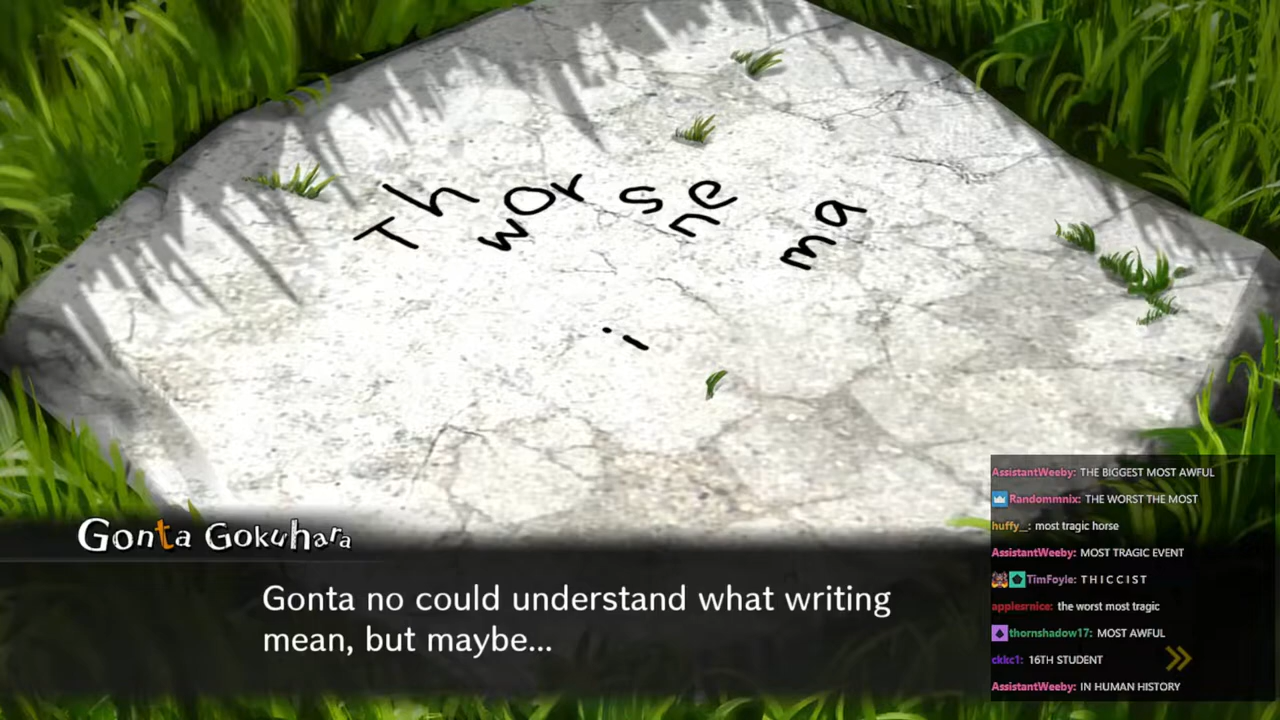 Th wor s ne ma
i
Gonta Gokuhara
Gonta no could understand what writing
mean, but maybe...
AssistantWeeby: THE BIGGEST MOST AWFUL
Randommnix: THE WORST THE MOST
huffy_: most tragic horse
AssistantWeeby: MOST TRAGIC EVENT
TimFoyle: T H I C C I S T
applesrnice: the worst most tragic
thornshadow17: MOST AWFUL
ckkc1: 16TH STUDENT
AssistantWeeby: IN HUMAN HISTORY